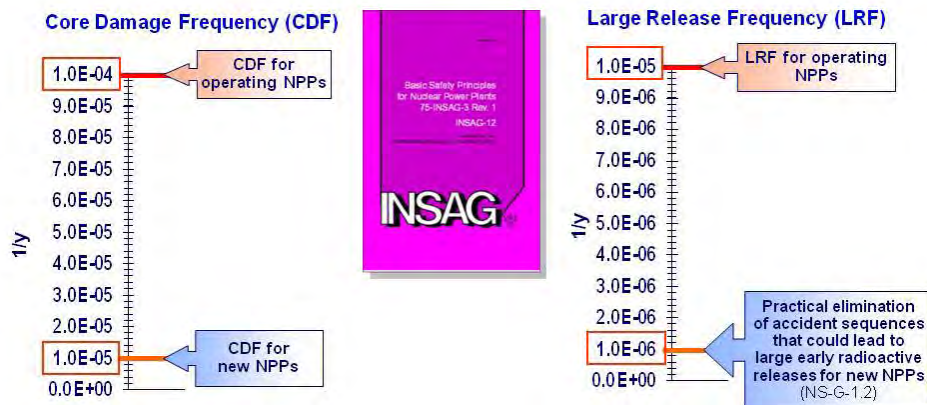 Core Damage Frequency (CDF)
1/y
1.0E-04
9.0E-05
8.0E-05
7.0E-05
6.0E-05
5.0E-05
4.0E-05
3.0E-05
2.0E-05
1.0E-05
0.0E+00
CDF for
operating NPPs
CDF for
new NPPs
Basic Safety Principles
for Nuclear Power Plants
75-INSAG-3 Rev. 1
INSAG-12
INSAG
Large Release Frequency (LRF)
1/y
1.0E-05
9.0E-06
8.0E-06
7.0E-06
6.0E-06
5.0E-06
4.0E-06
3.0E-06
2.0E-06
1.0E-06
0.0E+00
LRF for operating
NPPs
Practical elimination
of accident sequences
that could lead to
large early radioactive
releases for new NPPs
(NS-G-1.2)